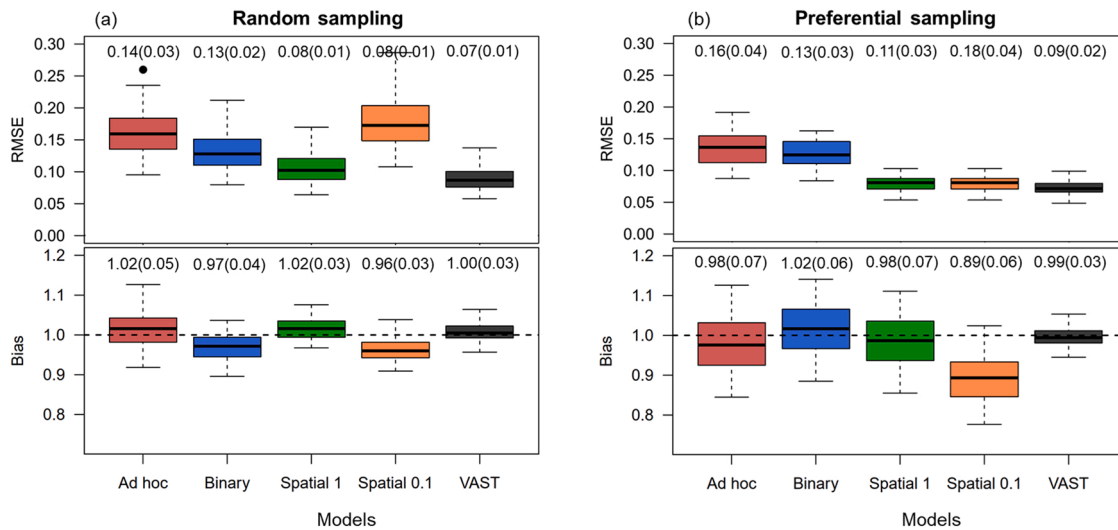 (a) Random sampling
0.30
0.25
0.20
0.15
0.10
0.05
0.00
RMSE
0.14(0.03) 0.13(0.02) 0.08(0.01) 0.08(0.01) 0.07(0.01)
1.2
1.1
1.0
0.9
0.8
Bias
1.02(0.05) 0.97(0.04) 1.02(0.03) 0.96(0.03) 1.00(0.03)
Ad hoc Binary Spatial 1 Spatial 0.1 VAST
Models
(b) Preferential sampling
0.30
0.25
0.20
0.15
0.10
0.05
0.00
RMSE
0.16(0.04) 0.13(0.03) 0.11(0.03) 0.18(0.04) 0.09(0.02)
1.2
1.1
1.0
0.9
0.8
Bias
0.98(0.07) 1.02(0.06) 0.98(0.07) 0.89(0.06) 0.99(0.03)
Ad hoc Binary Spatial 1 Spatial 0.1 VAST
Models